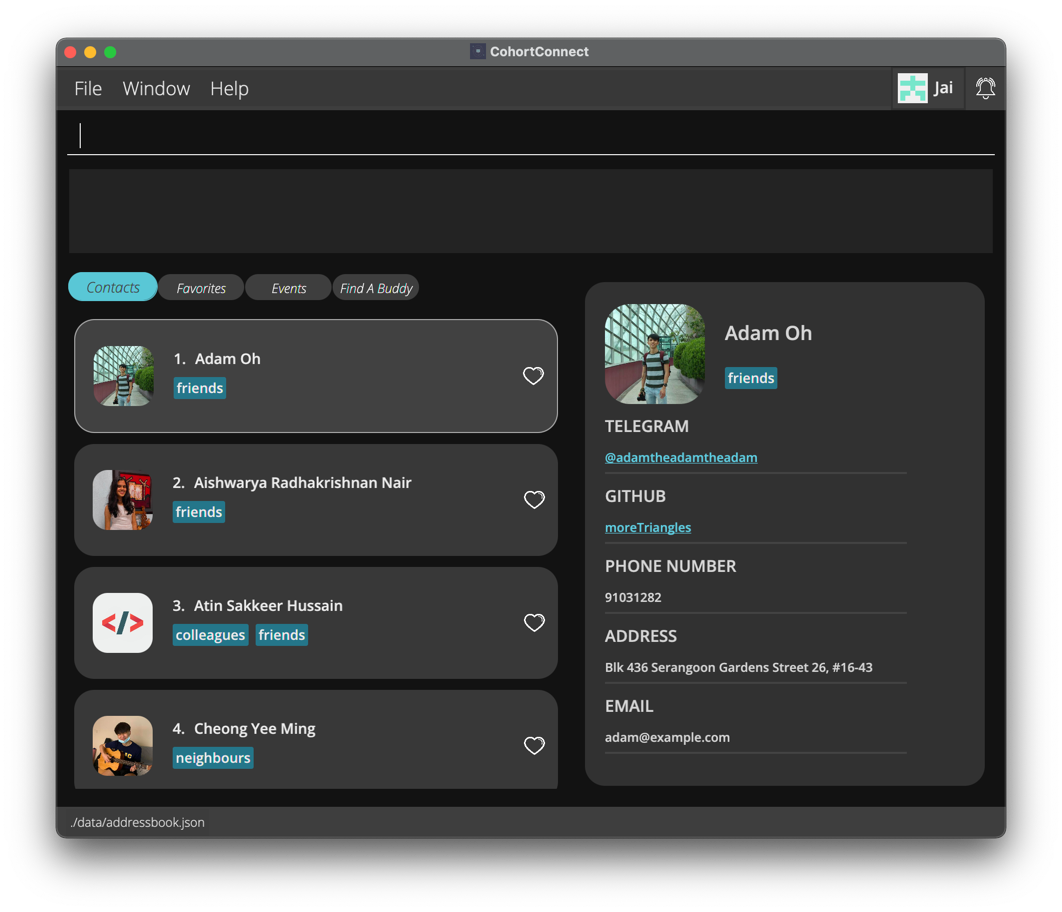 CohortConnect
File Window Help
Jai
Contacts Favorites Events Find A Buddy
1. Adam Oh
friends
2. Aishwarya Radhakrishnan Nair
friends
3. Atin Sakkeer Hussain
colleagues friends
4. Cheong Yee Ming
neighbours
Adam Oh
friends
TELEGRAM
@adamtheadamtheadam
GITHUB
moreTriangles
PHONE NUMBER
91031282
ADDRESS
Blk 436 Serangoon Gardens Street 26, #16-43
EMAIL
adam@example.com
./data/addressbook.json